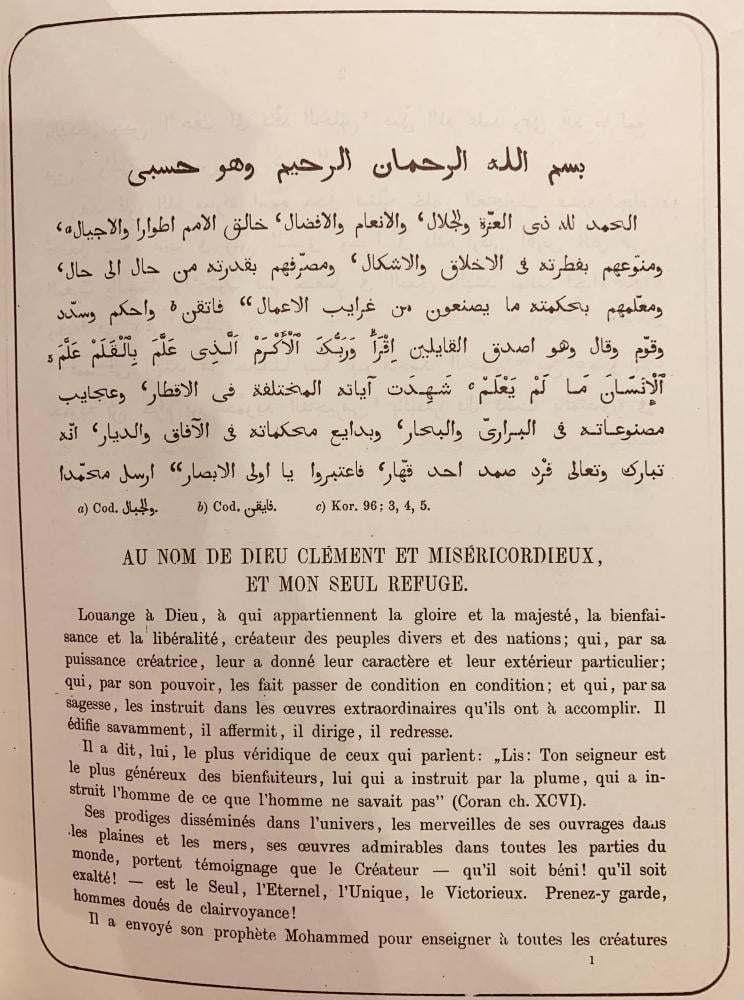 بسم الله الرحمان الرحيم وهو حسبى
الحمد لله ذى العزّة والجلال، والانعام والافضال، خالق الامم اطوارا والاجيال a،
ومنوّعهم بفطرته فى الاخلاق والاشكال، ومصرّفهم بقدرته من حال الى حال،
ومعلّمهم بحكمته ما يصنعون من غرايب الاعمال“ فاتقن b واحكم وسدّد
وقوّم وقال وهو اصدق القايلين اِقْرَأْ وَرَبُّكَ ٱلْأَكْرَمْ ٱلَّذِى عَلَّمَ بِٱلْقَلَمْ عَلَّمَ
ٱلْإِنْسَانَ مَا لَمْ يَعْلَمْ c شَهِدَت آياته المختلفة فى الاقطار، وعجايب
مصنوعاته فى البرارىّ والبحار، وبدايع محكماته فى الآفاق والديار، انّه
تبارك وتعالى فرْد صمد احد قهّار، فاعتبروا يا اولى الابصار“ ارسل محمّدا
a) Cod. والجبال. b) Cod. فايقن. c) Kor. 96; 3, 4, 5.
AU NOM DE DIEU CLÉMENT ET MISÉRICORDIEUX,
ET MON SEUL REFUGE.
Louange à Dieu, à qui appartiennent la gloire et la majesté, la bienfai-
sance et la libéralité, créateur des peuples divers et des nations; qui, par sa
puissance créatrice, leur a donné leur caractère et leur extérieur particulier;
qui, par son pouvoir, les fait passer de condition en condition; et qui, par sa
sagesse, les instruit dans les œuvres extraordinaires qu'ils ont à accomplir. Il
édifie savamment, il affermit, il dirige, il redresse.
Il a dit, lui, le plus véridique de ceux qui parlent: „Lis: Ton seigneur est
le plus généreux des bienfaiteurs, lui qui a instruit par la plume, qui a in-
struit l'homme de ce que l'homme ne savait pas" (Coran ch. XCVI).
Ses prodiges disséminés dans l'univers, les merveilles de ses ouvrages dans
les plaines et les mers, ses œuvres admirables dans toutes les parties du
monde, portent témoignage que le Créateur — qu'il soit béni! qu'il soit
exalté! — est le Seul, l'Eternel, l'Unique, le Victorieux. Prenez-y garde,
hommes doués de clairvoyance!
Il a envoyé son prophète Mohammed pour enseigner à toutes les créatures
1